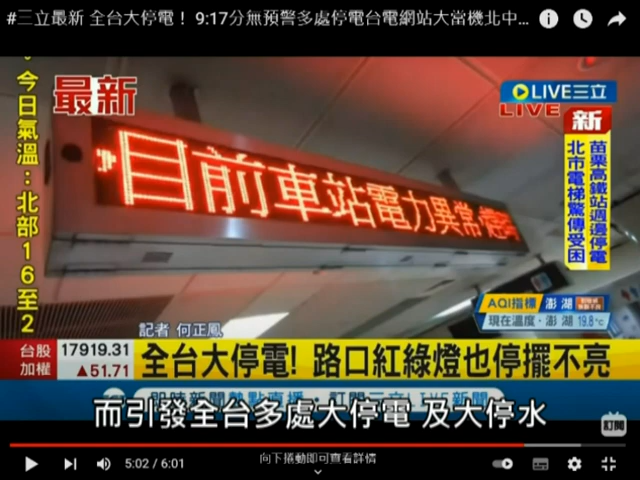 #三立最新 全台大停電！ 9:17分無預警多處停電台電網站大當機北中...
今日氣溫：北部16至2
最新
LIVE三立
LIVE
新
苗栗高鐵站週邊停電
北市電梯驚傳受困
目前車站電力異常
AQI指標 澎湖
現在溫度·澎湖 19.8℃
記者 何正鳳
台股
加權
17919.31
▲51.71
全台大停電! 路口紅綠燈也停擺不亮
而引發全台多處大停電 及大停水
訂閱
5:02 / 6:01
向下捲動即可查看詳情